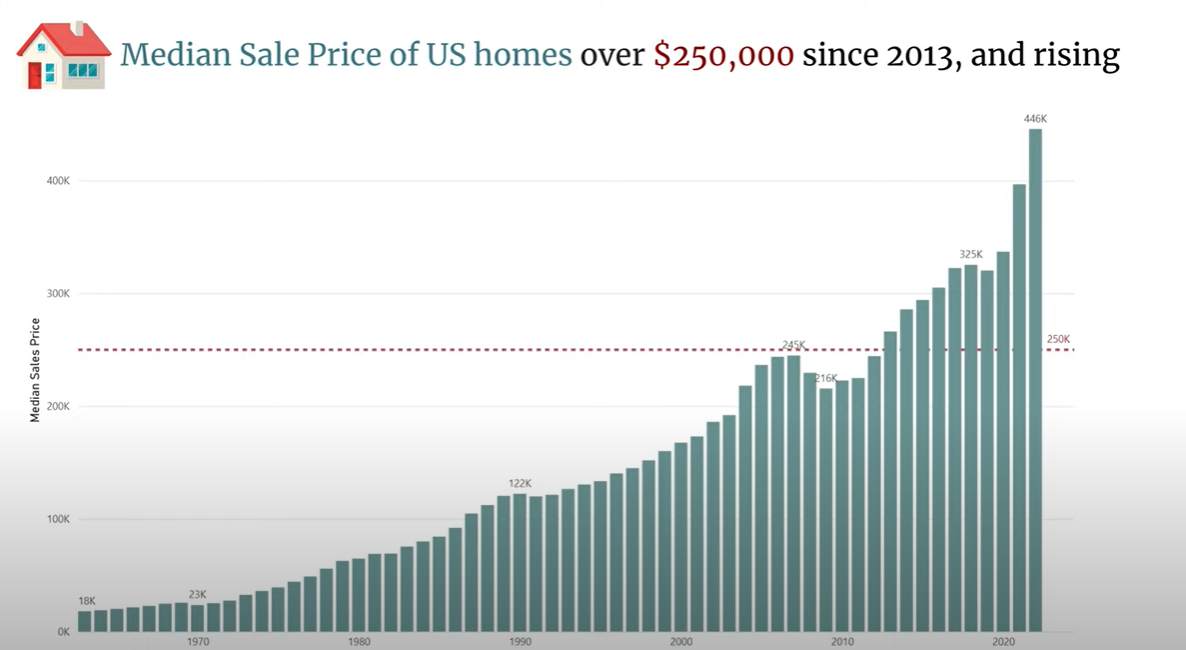 Median Sale Price of US homes over $250,000 since 2013, and rising
446K
400K
325K
300K
250K
245K
216K
Median Sales Price
200K
122K
100K
23K
18K
0K
1970 1980 1990 2000 2010 2020